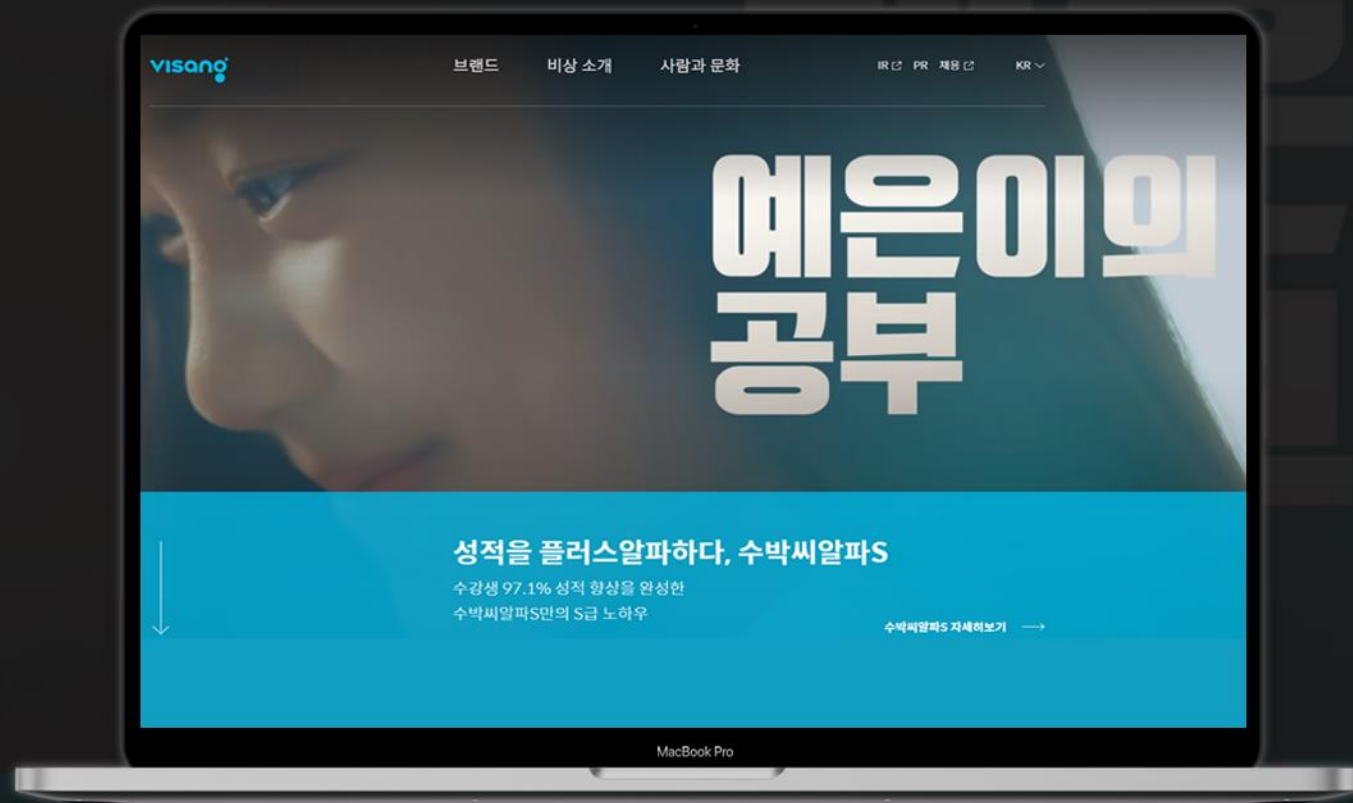 visang
브랜드 비상 소개 사람과 문화 IR PR 채용 KR
예은이의
공부
성적을 플러스알파하다, 수박씨알파S
수강생 97.1% 성적 향상을 완성한
수박씨알파S만의 S급 노하우
수박씨알파S 자세히보기
MacBook Pro